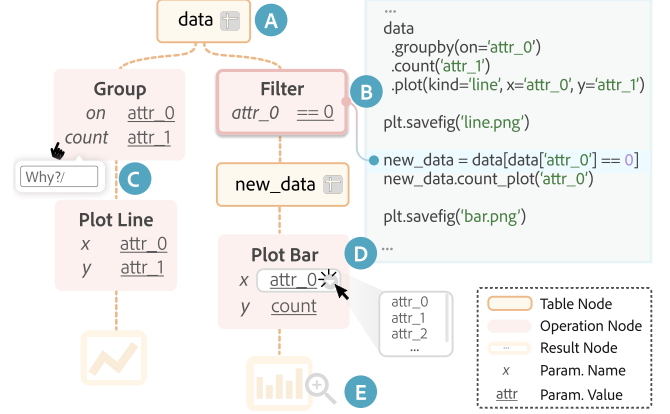 data
A
Group
on attr_0
count attr_1
Why?/
C
Plot Line
x attr_0
y attr_1
Filter
attr_0 == 0
B
new_data
D
Plot Bar
x attr_0
y count
attr_0
attr_1
attr_2
...
E
...
data
.groupby(on='attr_0')
.count('attr_1')
.plot(kind='line', x='attr_0', y='attr_1')
plt.savefig('line.png')
new_data = data[data['attr_0'] == 0]
new_data.count_plot('attr_0')
plt.savefig('bar.png')
...
Table Node
Operation Node
... Result Node
x Param. Name
attr Param. Value